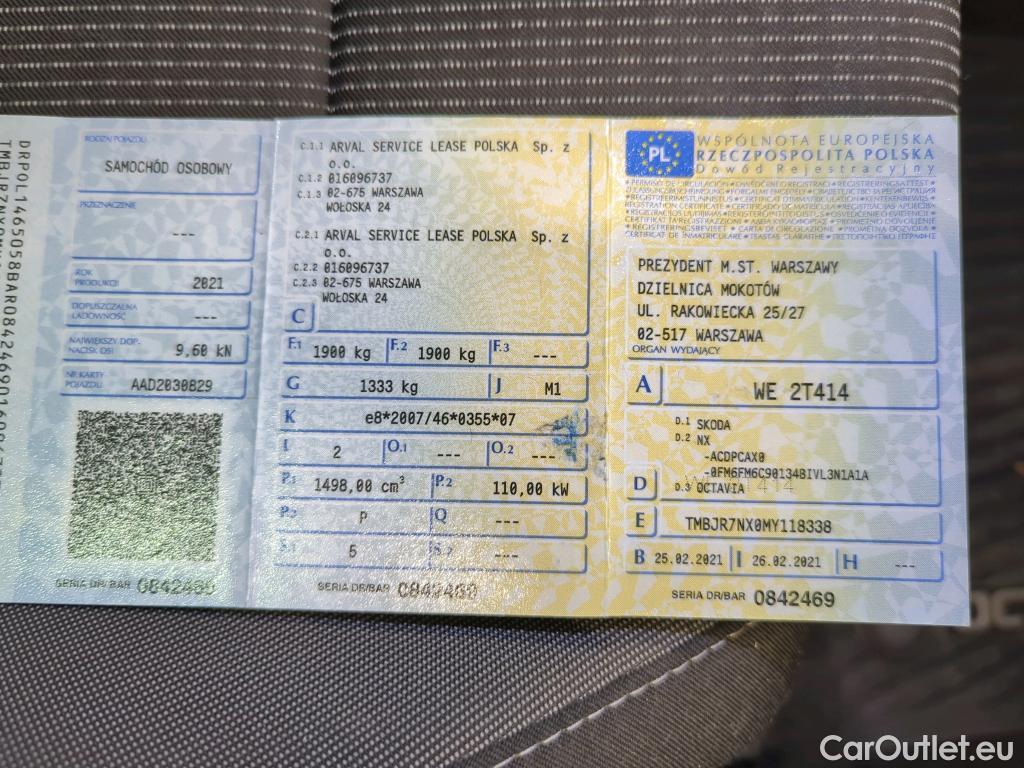 RODZAJ POJAZDU
SAMOCHÓD OSOBOWY
PRZEZNACZENIE
---
ROK PRODUKCJI
2021
DOPUSZCZALNA ŁADOWNOŚĆ
---
NAJWIĘKSZY DOP. NACISK OSI
9,60 kN
NR KARTY POJAZDU
AAD2030829
SERIA DR/BAR 0842469
C.1.1 ARVAL SERVICE LEASE POLSKA Sp. z
o.o.
C.1.2 016096737
C.1.3 02-675 WARSZAWA
WOŁOSKA 24
C.2.1 ARVAL SERVICE LEASE POLSKA Sp. z
o.o.
C.2.2 016096737
C.2.3 02-675 WARSZAWA
WOŁOSKA 24
C
F.1 1900 kg F.2 1900 kg F.3 ---
G 1333 kg J M1
K e8*2007/46*0355*07
L 2 O.1 --- O.2 ---
P.1 1498,00 cm³ P.2 110,00 kW
P.3 P Q ---
S.1 5 S.2 ---
SERIA DR/BAR 0842469
PL
WSPÓLNOTA EUROPEJSKA
RZECZPOSPOLITA POLSKA
Dowód Rejestracyjny
PREZYDENT M.ST. WARSZAWY
DZIELNICA MOKOTÓW
UL. RAKOWIECKA 25/27
02-517 WARSZAWA
ORGAN WYDAJĄCY
A WE 2T414
D.1 SKODA
D.2 NX
-ACDPCAX0
-0FM6FM6C90134BIVL3N1A1A
D D.3 OCTAVIA
E TMBJR7NX0MY118338
B 25.02.2021 I 26.02.2021 H ---
SERIA DR/BAR 0842469
CarOutlet.eu